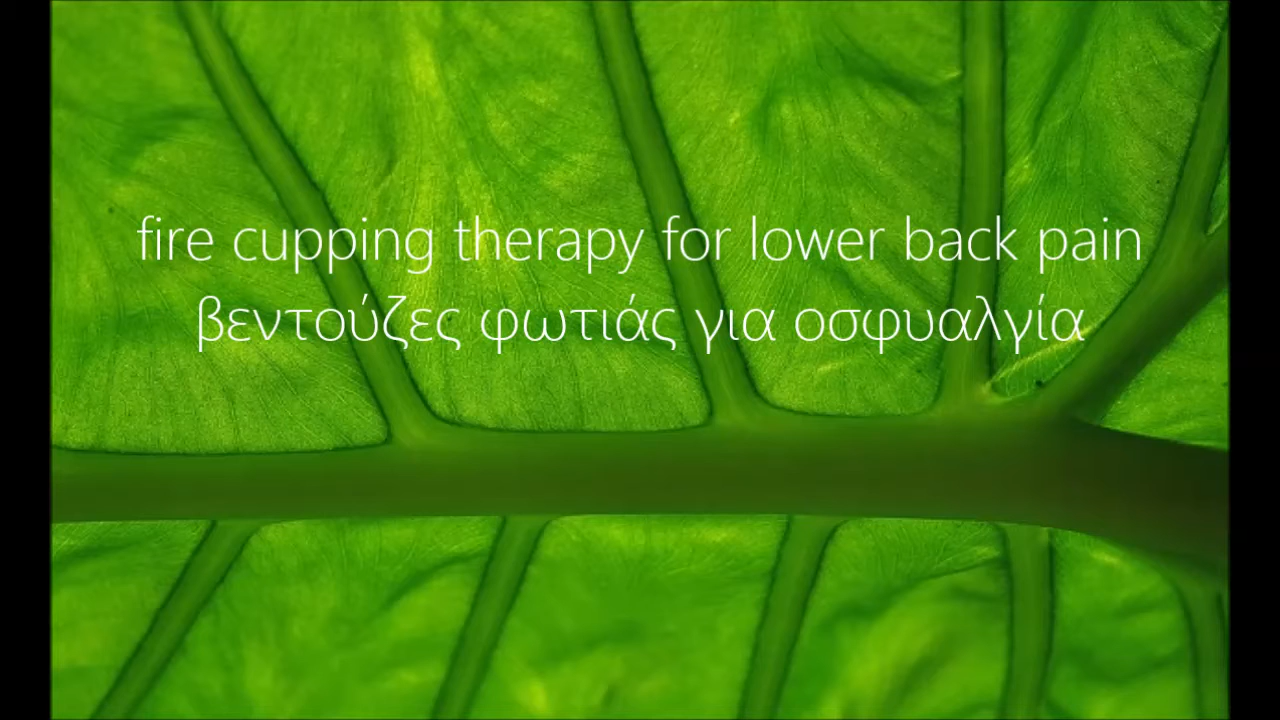 fire cupping therapy for lower back pain
βεντούζες φωτιάς για οσφυαλγία